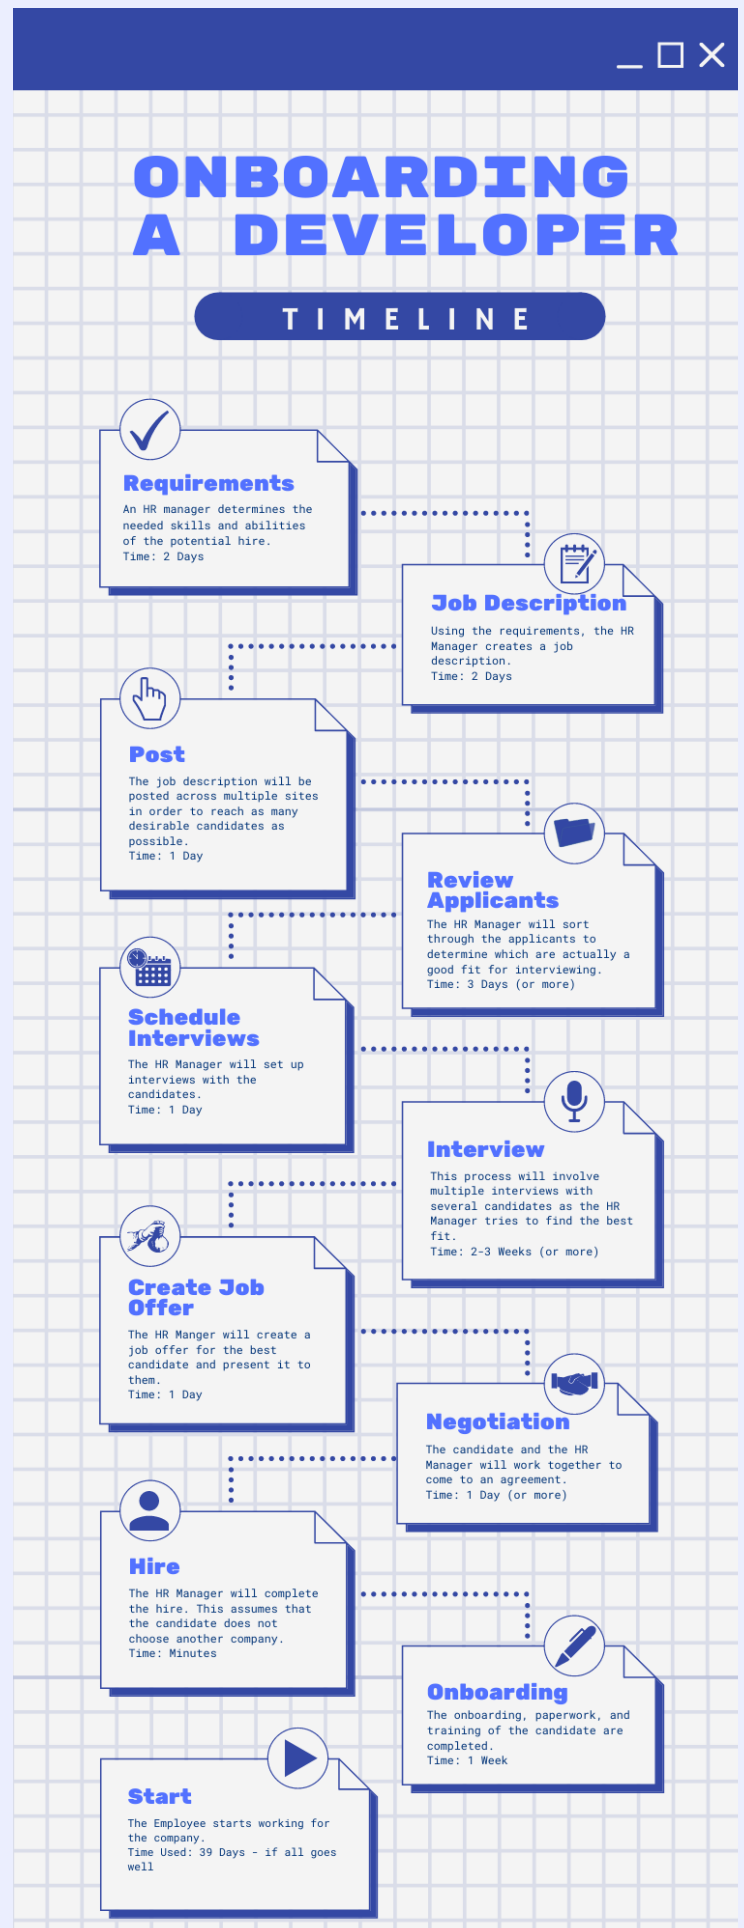 ONBOARDING
A DEVELOPER
TIMELINE
Requirements
An HR manager determines the
needed skills and abilities
of the potential hire.
Time: 2 Days
Job Description
Using the requirements, the HR
Manager creates a job
description.
Time: 2 Days
Post
The job description will be
posted across multiple sites
in order to reach as many
desirable candidates as
possible.
Time: 1 Day
Review
Applicants
The HR Manager will sort
through the applicants to
determine which are actually a
good fit for interviewing.
Time: 3 Days (or more)
Schedule
Interviews
The HR Manager will set up
interviews with the
candidates.
Time: 1 Day
Interview
This process will involve
multiple interviews with
several candidates as the HR
Manager tries to find the best
fit.
Time: 2-3 Weeks (or more)
Create Job
Offer
The HR Manger will create a
job offer for the best
candidate and present it to
them.
Time: 1 Day
Negotiation
The candidate and the HR
Manager will work together to
come to an agreement.
Time: 1 Day (or more)
Hire
The HR Manager will complete
the hire. This assumes that
the candidate does not
choose another company.
Time: Minutes
Onboarding
The onboarding, paperwork, and
training of the candidate are
completed.
Time: 1 Week
Start
The Employee starts working for
the company.
Time Used: 39 Days - if all goes
well